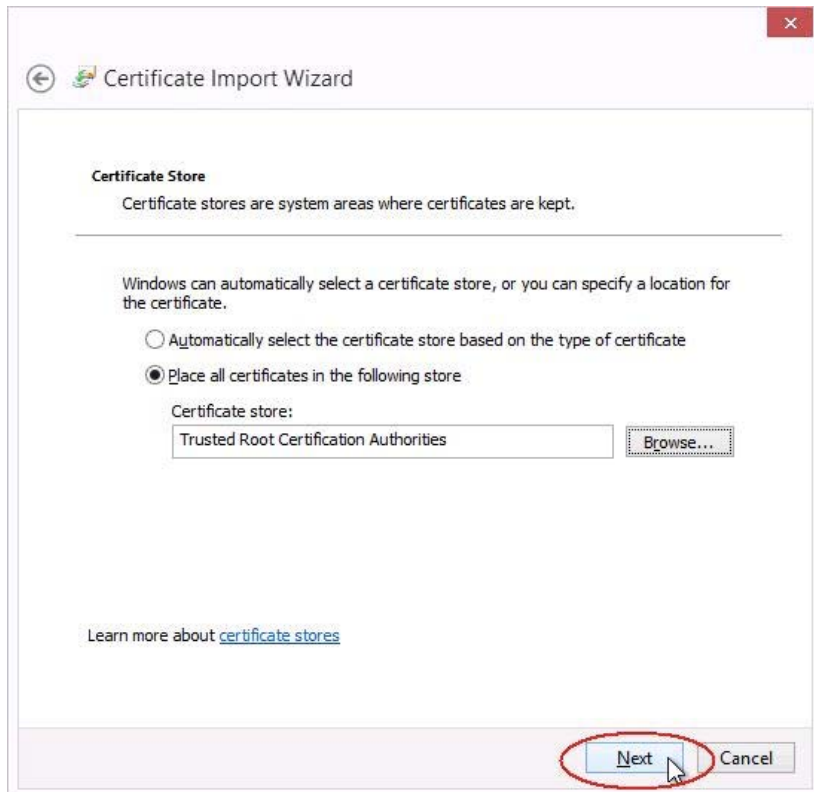 Certificate Import Wizard
Certificate Store
Certificate stores are system areas where certificates are kept.
Windows can automatically select a certificate store, or you can specify a location for
the certificate.
Automatically select the certificate store based on the type of certificate
Place all certificates in the following store
Certificate store:
Trusted Root Certification Authorities
Browse...
Learn more about certificate stores
Next
Cancel